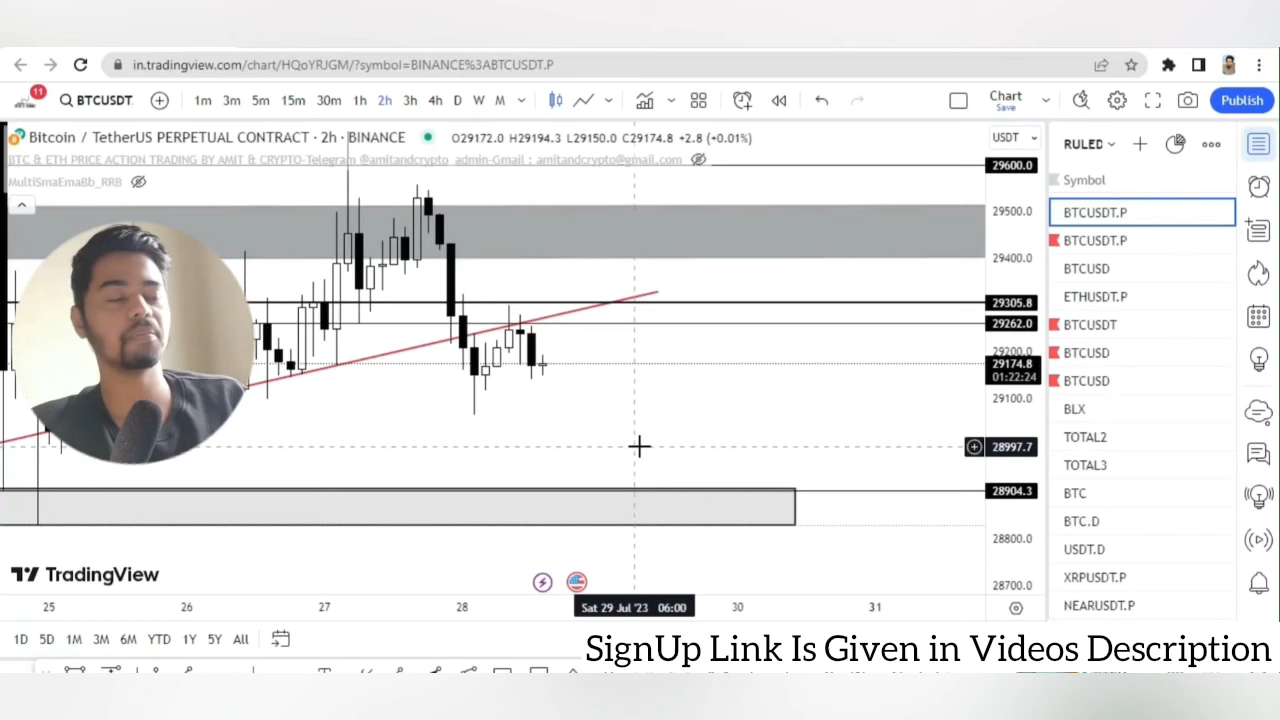 in.tradingview.com/chart/HQoYRJGM/?symbol=BINANCE%3ABTCUSDT.P
11
BTCUSDT 1m 3m 5m 15m 30m 1h 2h 3h 4h D W M Chart Save Publish
Bitcoin / TetherUS PERPETUAL CONTRACT · 2h · BINANCE O29172.0 H29194.3 L29150.0 C29174.8 +2.8 (+0.01%) USDT
BTC & ETH PRICE ACTION TRADING BY AMIT & CRYPTO-Telegram @amitandcrypto admin-Gmail : amitandcrypto@gmail.com
MultiSmaEmaBb_RRB
29600.0
29500.0
29400.0
29305.8
29262.0
29200.0
29174.8
01:22:24
29100.0
28997.7
28904.3
28800.0
28700.0
RULED
Symbol
BTCUSDT.P
BTCUSDT.P
BTCUSD
ETHUSDT.P
BTCUSDT
BTCUSD
BTCUSD
BLX
TOTAL2
TOTAL3
BTC
BTC.D
USDT.D
XRPUSDT.P
NEARUSDT.P
TradingView
25 26 27 28 Sat 29 Jul '23 06:00 30 31
1D 5D 1M 3M 6M YTD 1Y 5Y All
SignUp Link Is Given in Videos Description